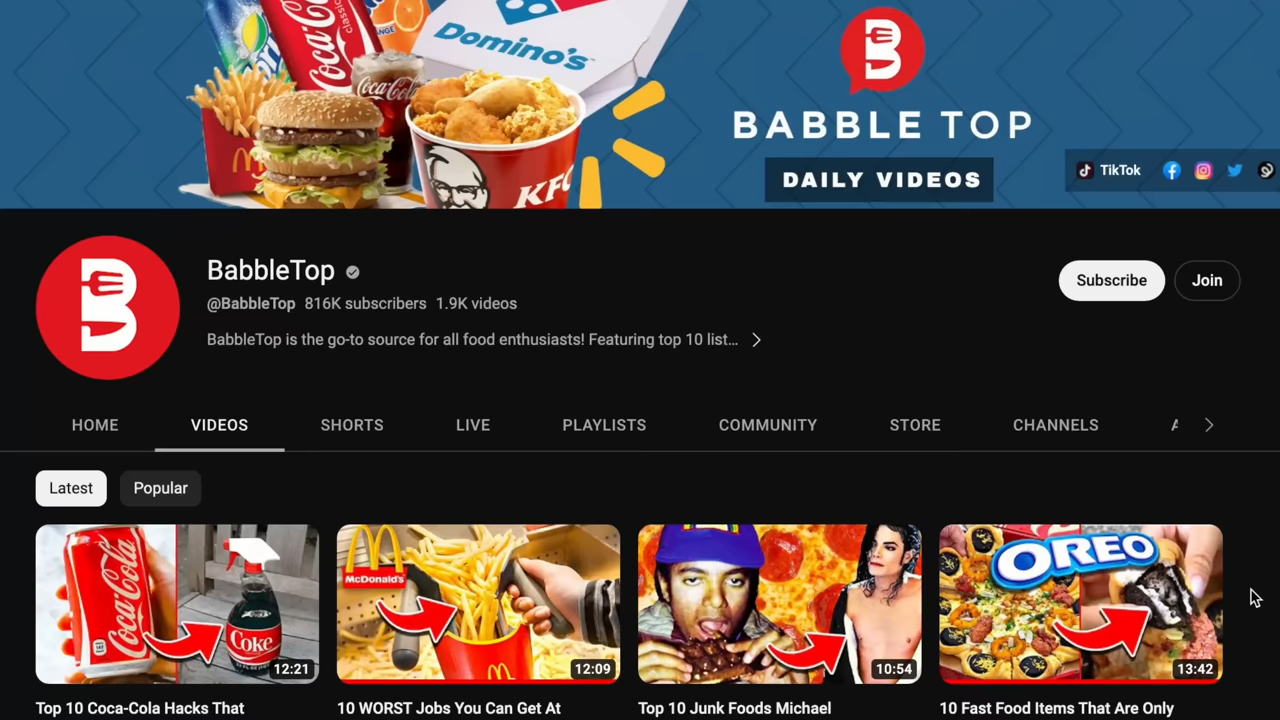 Coca-Cola
classic
ORANGE
Domino's
Coca-Cola
KFC
B
BABBLE TOP
DAILY VIDEOS
TikTok
BabbleTop
@BabbleTop 816K subscribers 1.9K videos
BabbleTop is the go-to source for all food enthusiasts! Featuring top 10 list...
Subscribe
Join
HOME VIDEOS SHORTS LIVE PLAYLISTS COMMUNITY STORE CHANNELS
Latest
Popular
Coca-Cola
Coke
12:21
McDonald's
12:09
10:54
OREO
13:42
Top 10 Coca-Cola Hacks That
10 WORST Jobs You Can Get At
Top 10 Junk Foods Michael
10 Fast Food Items That Are Only